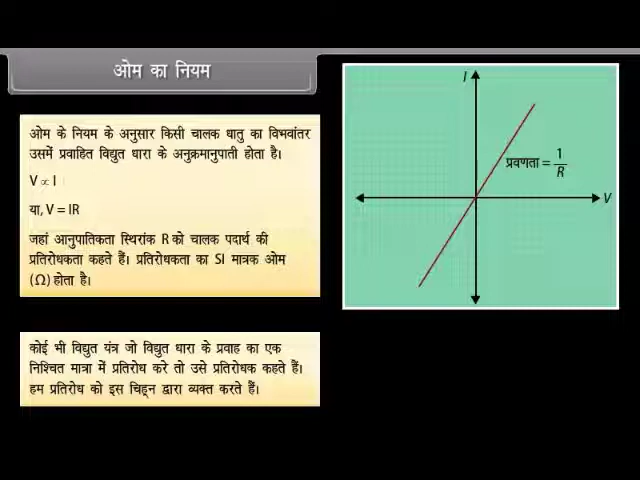 ओम का नियम
ओम के नियम के अनुसार किसी चालक धातु का विभवांतर
उसमें प्रवाहित विद्युत धारा के अनुक्रमानुपाती होता है।
V ∝ I
या, V = IR
जहां आनुपातिकता स्थिरांक R को चालक पदार्थ की
प्रतिरोधकता कहते हैं। प्रतिरोधकता का SI मात्रक ओम
(Ω) होता है।
कोई भी विद्युत यंत्र जो विद्युत धारा के प्रवाह का एक
निश्चित मात्रा में प्रतिरोध करे तो उसे प्रतिरोधक कहते हैं।
हम प्रतिरोध को इस चिह्न द्वारा व्यक्त करते हैं।
I
प्रवणता = 1/R
V